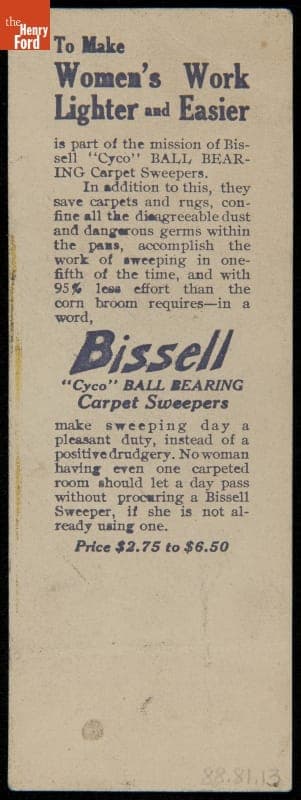 the
Henry
Ford
To Make
Women's Work
Lighter and Easier
is part of the mission of Bis-
sell "Cyco" BALL BEAR-
ING Carpet Sweepers.
In addition to this, they
save carpets and rugs, con-
fine all the disagreeable dust
and dangerous germs within
the pans, accomplish the
work of sweeping in one-
fifth of the time, and with
95% less effort than the
corn broom requires—in a
word,
Bissell
"Cyco" BALL BEARING
Carpet Sweepers
make sweeping day a
pleasant duty, instead of a
positive drudgery. No woman
having even one carpeted
room should let a day pass
without procuring a Bissell
Sweeper, if she is not al-
ready using one.
Price $2.75 to $6.50
88.81.13